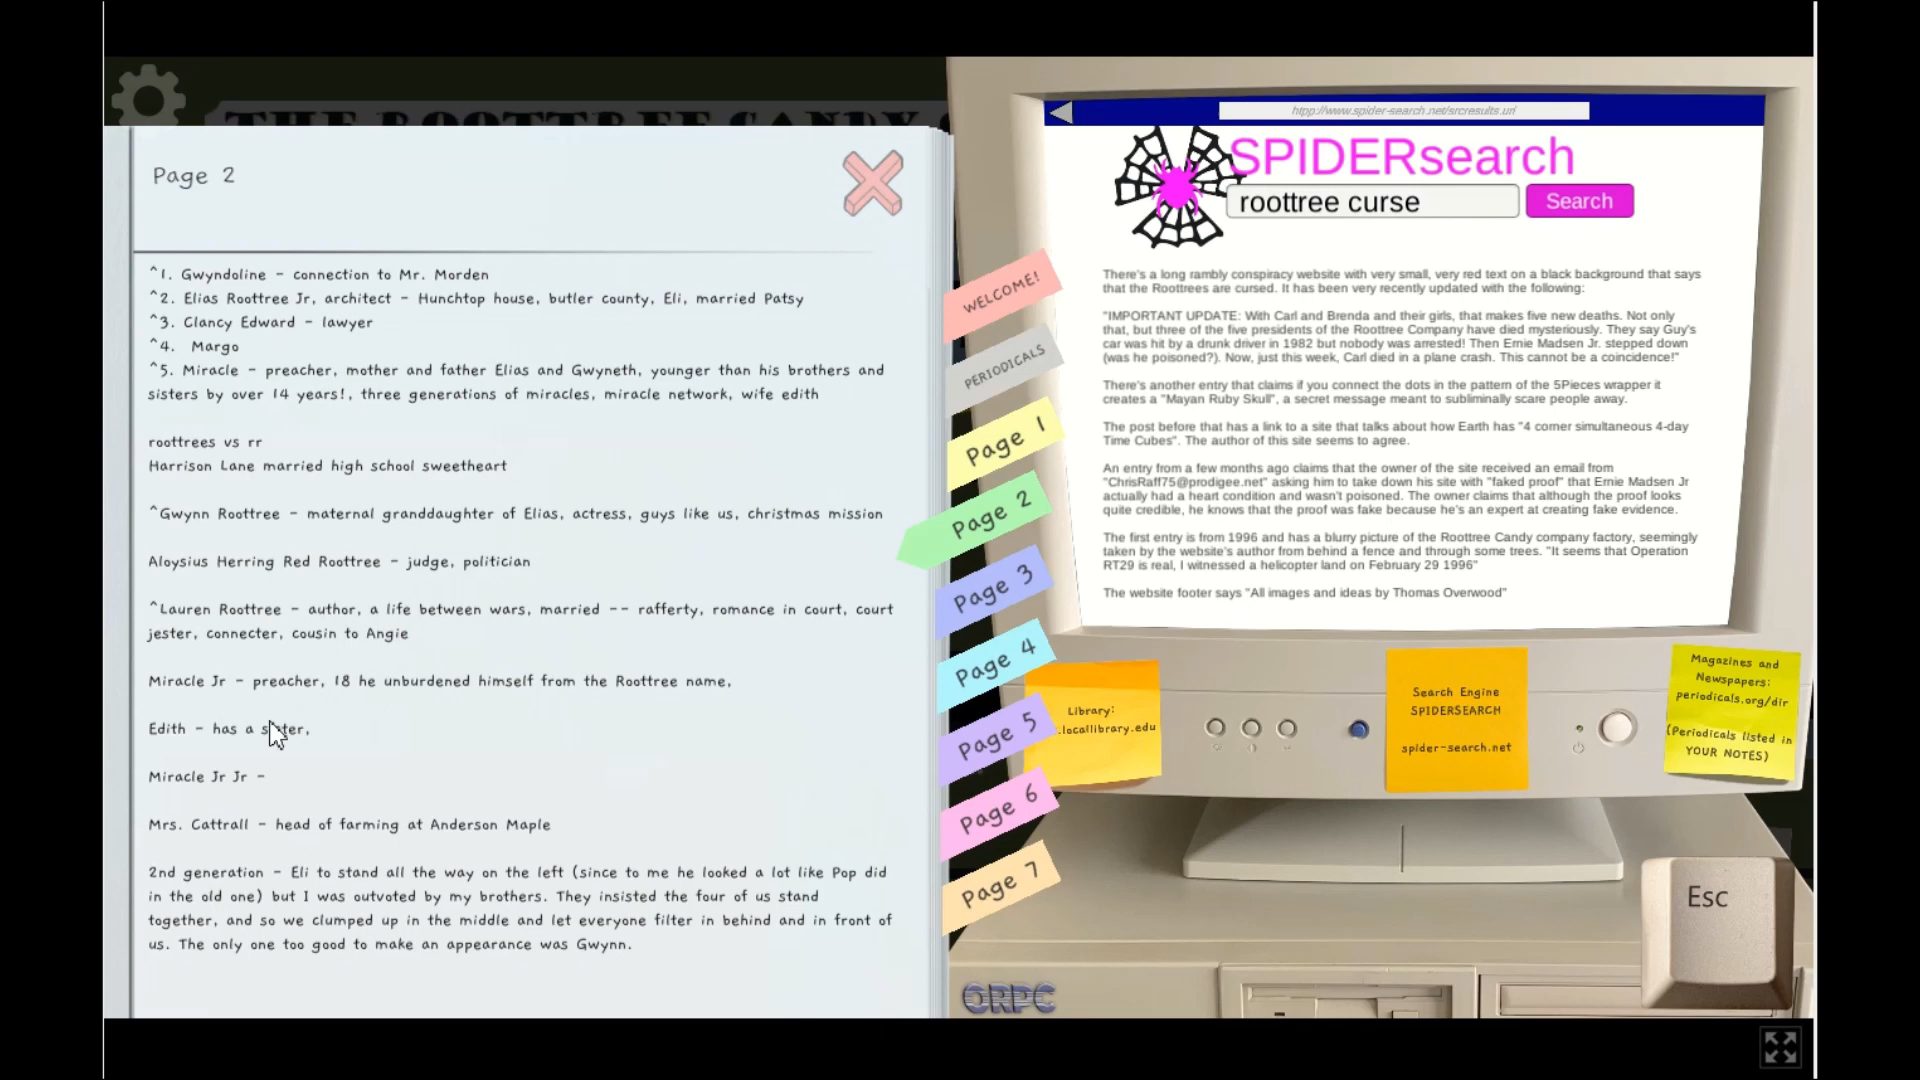 THE ROOTTREE CANDY
Page 2
^1. Gwyndoline - connection to Mr. Morden
^2. Elias Roottree Jr, architect - Hunchtop house, butler county, Eli, married Patsy
^3. Clancy Edward - lawyer
^4. Margo
^5. Miracle - preacher, mother and father Elias and Gwyneth, younger than his brothers and
sisters by over 14 years!, three generations of miracles, miracle network, wife edith
roottrees vs rr
Harrison Lane married high school sweetheart
^Gwynn Roottree - maternal granddaughter of Elias, actress, guys like us, christmas mission
Aloysius Herring Red Roottree - judge, politician
^Lauren Roottree - author, a life between wars, married -- rafferty, romance in court, court
jester, connecter, cousin to Angie
Miracle Jr - preacher, 18 he unburdened himself from the Roottree name,
Edith - has a sister,
Miracle Jr Jr -
Mrs. Cattrall - head of farming at Anderson Maple
2nd generation - Eli to stand all the way on the left (since to me he looked a lot like Pop did
in the old one) but I was outvoted by my brothers. They insisted the four of us stand
together, and so we clumped up in the middle and let everyone filter in behind and in front of
us. The only one too good to make an appearance was Gwynn.
WELCOME!
PERIODICALS
Page 1
Page 2
Page 3
Page 4
Page 5
Page 6
Page 7
htpp://www.spider-search.net/srcresults.url
SPIDERsearch
roottree curse
Search
There's a long rambly conspiracy website with very small, very red text on a black background that says
that the Roottrees are cursed. It has been very recently updated with the following:
"IMPORTANT UPDATE: With Carl and Brenda and their girls, that makes five new deaths. Not only
that, but three of the five presidents of the Roottree Company have died mysteriously. They say Guy's
car was hit by a drunk driver in 1982 but nobody was arrested! Then Ernie Madsen Jr. stepped down
(was he poisoned?). Now, just this week, Carl died in a plane crash. This cannot be a coincidence!"
There's another entry that claims if you connect the dots in the pattern of the 5Pieces wrapper it
creates a "Mayan Ruby Skull", a secret message meant to subliminally scare people away.
The post before that has a link to a site that talks about how Earth has "4 corner simultaneous 4-day
Time Cubes". The author of this site seems to agree.
An entry from a few months ago claims that the owner of the site received an email from
"ChrisRaff75@prodigee.net" asking him to take down his site with "faked proof" that Ernie Madsen Jr
actually had a heart condition and wasn't poisoned. The owner claims that although the proof looks
quite credible, he knows that the proof was fake because he's an expert at creating fake evidence.
The first entry is from 1996 and has a blurry picture of the Roottree Candy company factory, seemingly
taken by the website's author from behind a fence and through some trees. "It seems that Operation
RT29 is real, I witnessed a helicopter land on February 29 1996"
The website footer says "All images and ideas by Thomas Overwood"
Library:
.locallibrary.edu
Search Engine
SPIDERSEARCH
spider-search.net
Magazines and
Newspapers:
periodicals.org/dir
(Periodicals listed in
YOUR NOTES)
Esc
ORPC